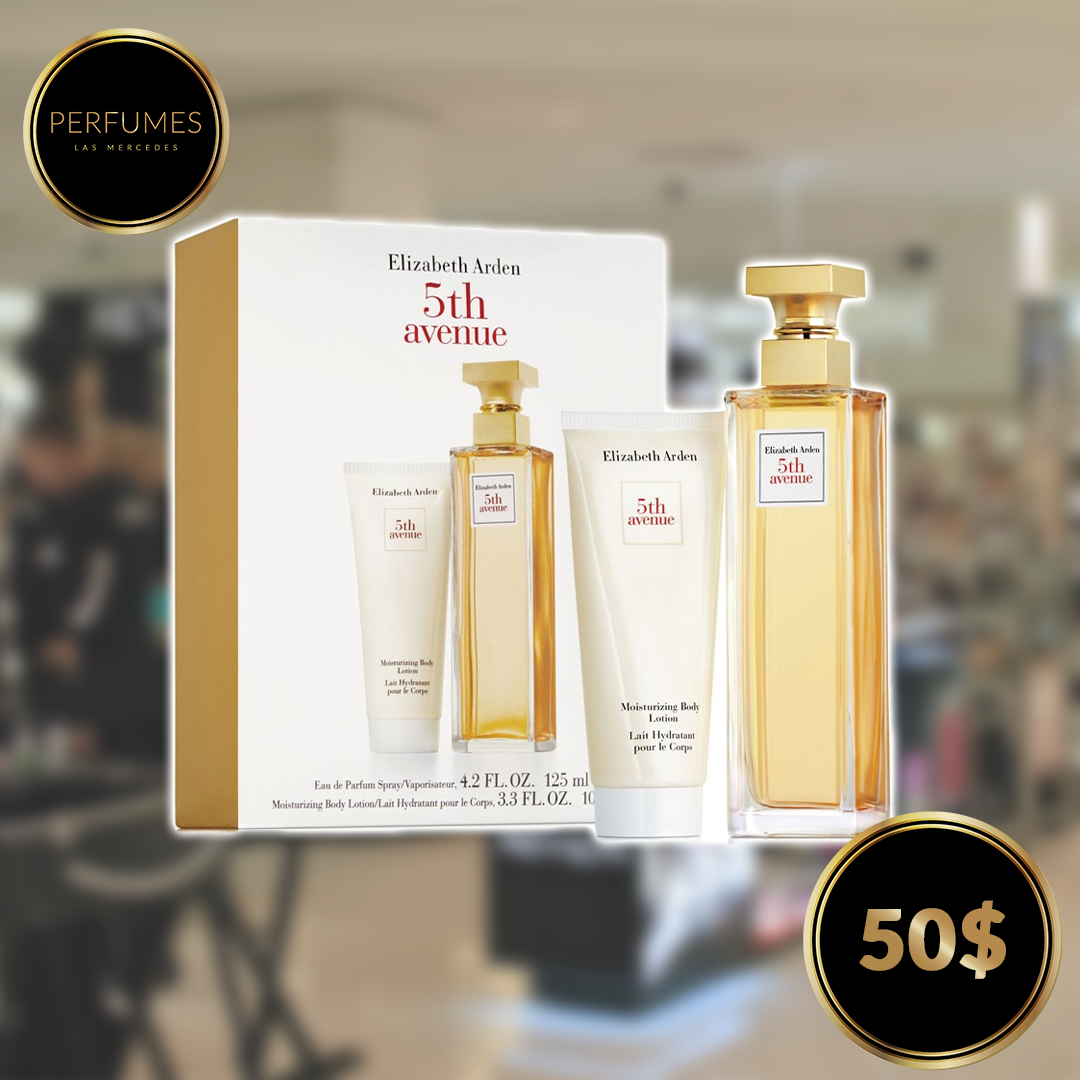 PERFUMES
LAS MERCEDES
Elizabeth Arden
5th
avenue
Elizabeth Arden
5th
avenue
Moisturizing Body
Lotion
Lait Hydratant
pour le Corps
Elizabeth Arden
5th
avenue
Eau de Parfum Spray/Vaporisateur, 4.2 FL.OZ. 125 ml
Moisturizing Body Lotion/Lait Hydratant pour le Corps, 3.3 FL.OZ. 10
Elizabeth Arden
5th
avenue
Moisturizing Body
Lotion
Lait Hydratant
pour le Corps
Elizabeth Arden
5th
avenue
50$